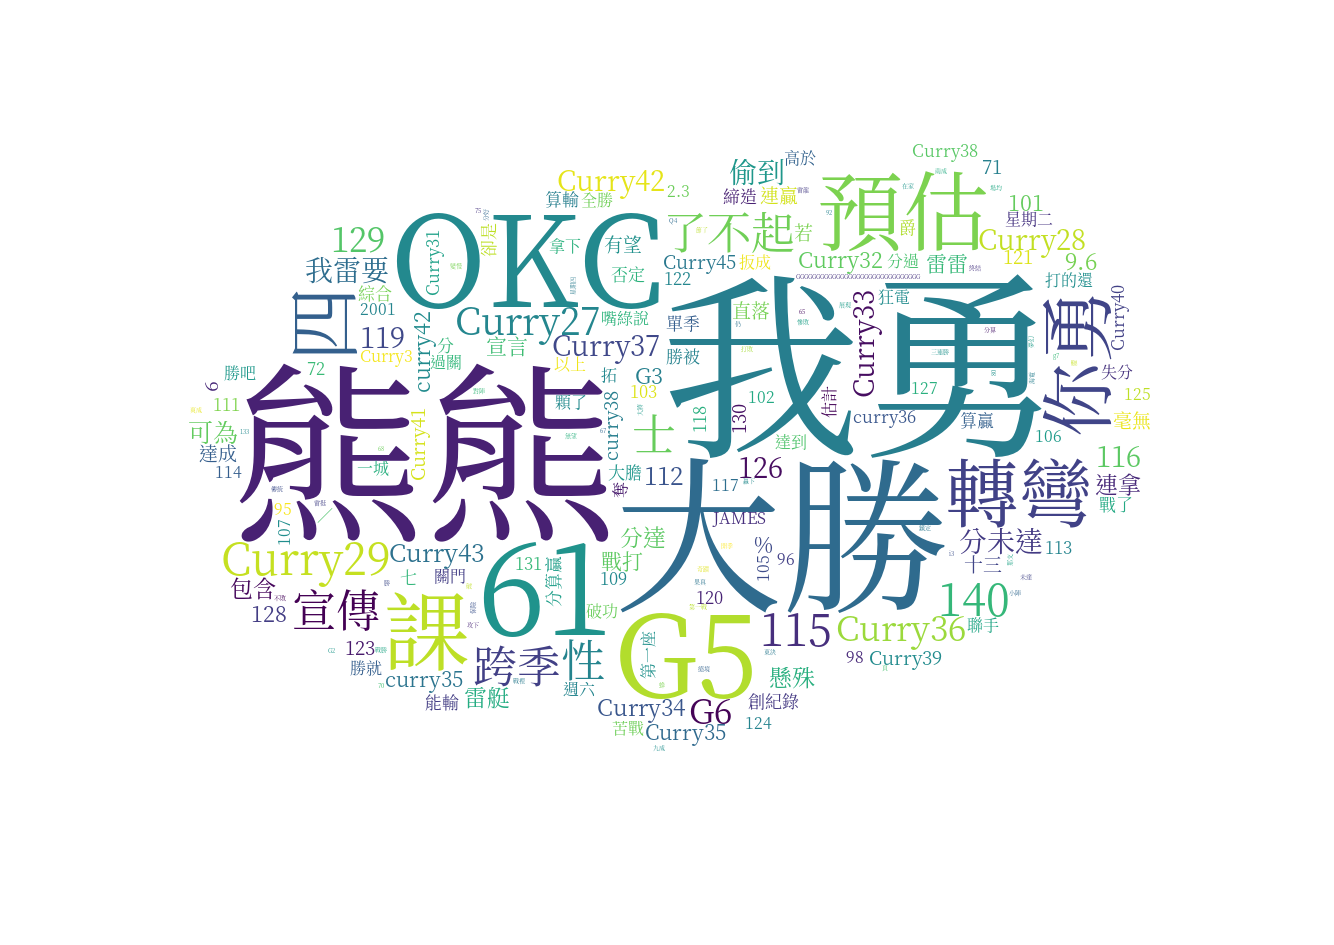 Curry38
高於
偷到
71
Curry42
2.3
算輸
全勝
締造
連贏
預估
101
星期二
爵
若
了不起
OKC
Curry31
卻是
129
我雷要
拿下
有望
否定
Curry45
扳成
122
Curry32
分過
雷雷
Curry28
121
9.6
打的還
四
綜合
2001
119
Curry3
curry42
分
過關
Curry27
嘴綠說
宣言
Curry37
以上
單季
勝被
直落
狂電
Curry33
我勇
勇
你
Curry40
失分
125
毫無
106
勝吧
72
6
111
可為
達成
114
熊熊
Curry41
一城
拓
G3
103
賴了
curry38
土
118
130
102
估計
127
curry36
算贏
達到
大膽
112
奪
126
117
大勝
轉彎
116
連拿
戰了
95
107
JAMES
分未達
113
十三
Curry29
Curry43
61
131
分算贏
分達
戰打
109
%
105
96
120
包含
128
宣傳
課
七
關門
破功
G5
第一座
115
140
Curry36
聯手
123
勝就
curry35
跨季
性
週六
98
Curry39
懸殊
能輸
雷艇
Curry34
G6
創紀錄
苦戰
Curry35
124
九成